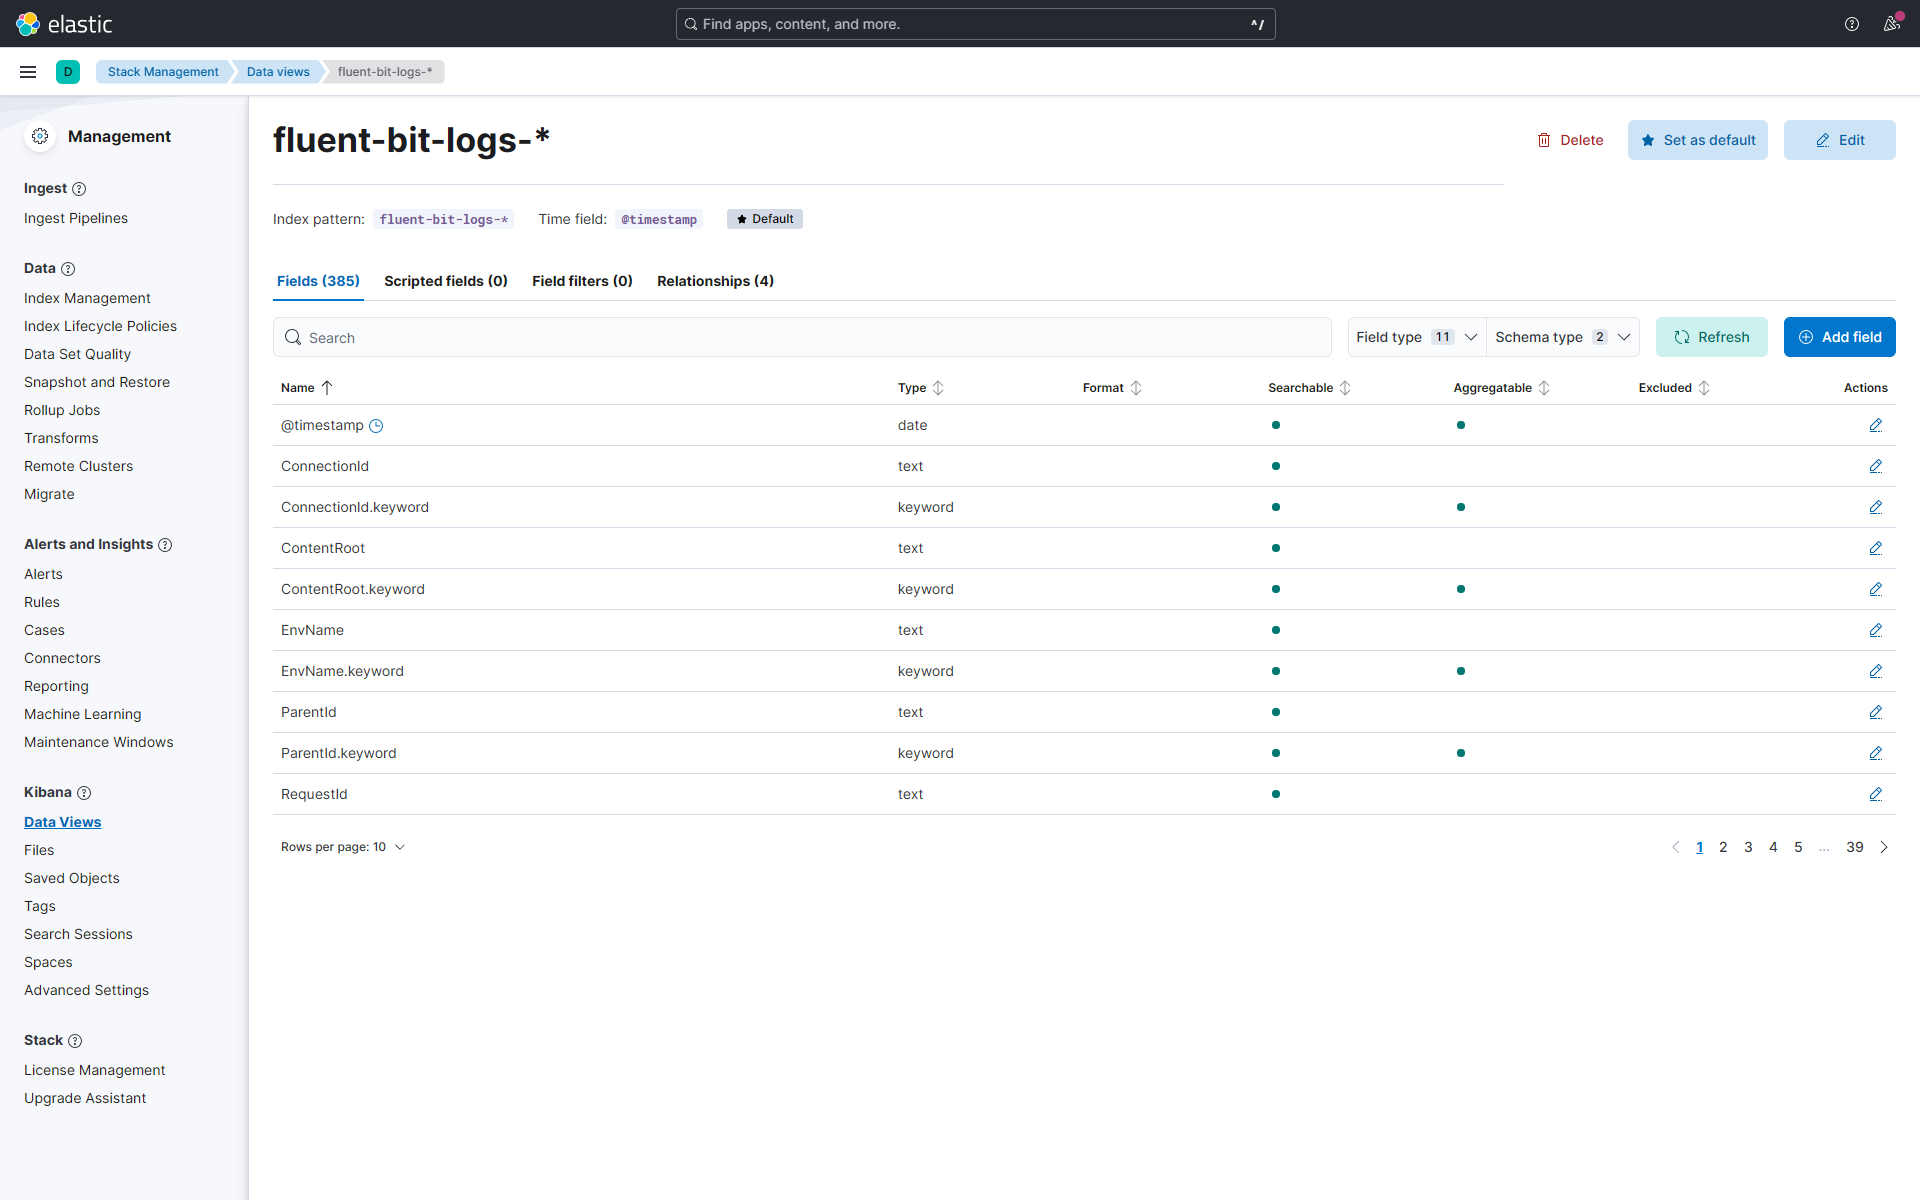 elastic
Find apps, content, and more.
^/
D
Stack Management
Data views
fluent-bit-logs-*
Management
Ingest
Ingest Pipelines
Data
Index Management
Index Lifecycle Policies
Data Set Quality
Snapshot and Restore
Rollup Jobs
Transforms
Remote Clusters
Migrate
Alerts and Insights
Alerts
Rules
Cases
Connectors
Reporting
Machine Learning
Maintenance Windows
Kibana
Data Views
Files
Saved Objects
Tags
Search Sessions
Spaces
Advanced Settings
Stack
License Management
Upgrade Assistant
fluent-bit-logs-*
Delete
Set as default
Edit
Index pattern: fluent-bit-logs-* Time field: @timestamp Default
Fields (385) Scripted fields (0) Field filters (0) Relationships (4)
Search
Field type 11
Schema type 2
Refresh
Add field
Name Type Format Searchable Aggregatable Excluded Actions
@timestamp date
ConnectionId text
ConnectionId.keyword keyword
ContentRoot text
ContentRoot.keyword keyword
EnvName text
EnvName.keyword keyword
ParentId text
ParentId.keyword keyword
RequestId text
Rows per page: 10
1 2 3 4 5 ... 39